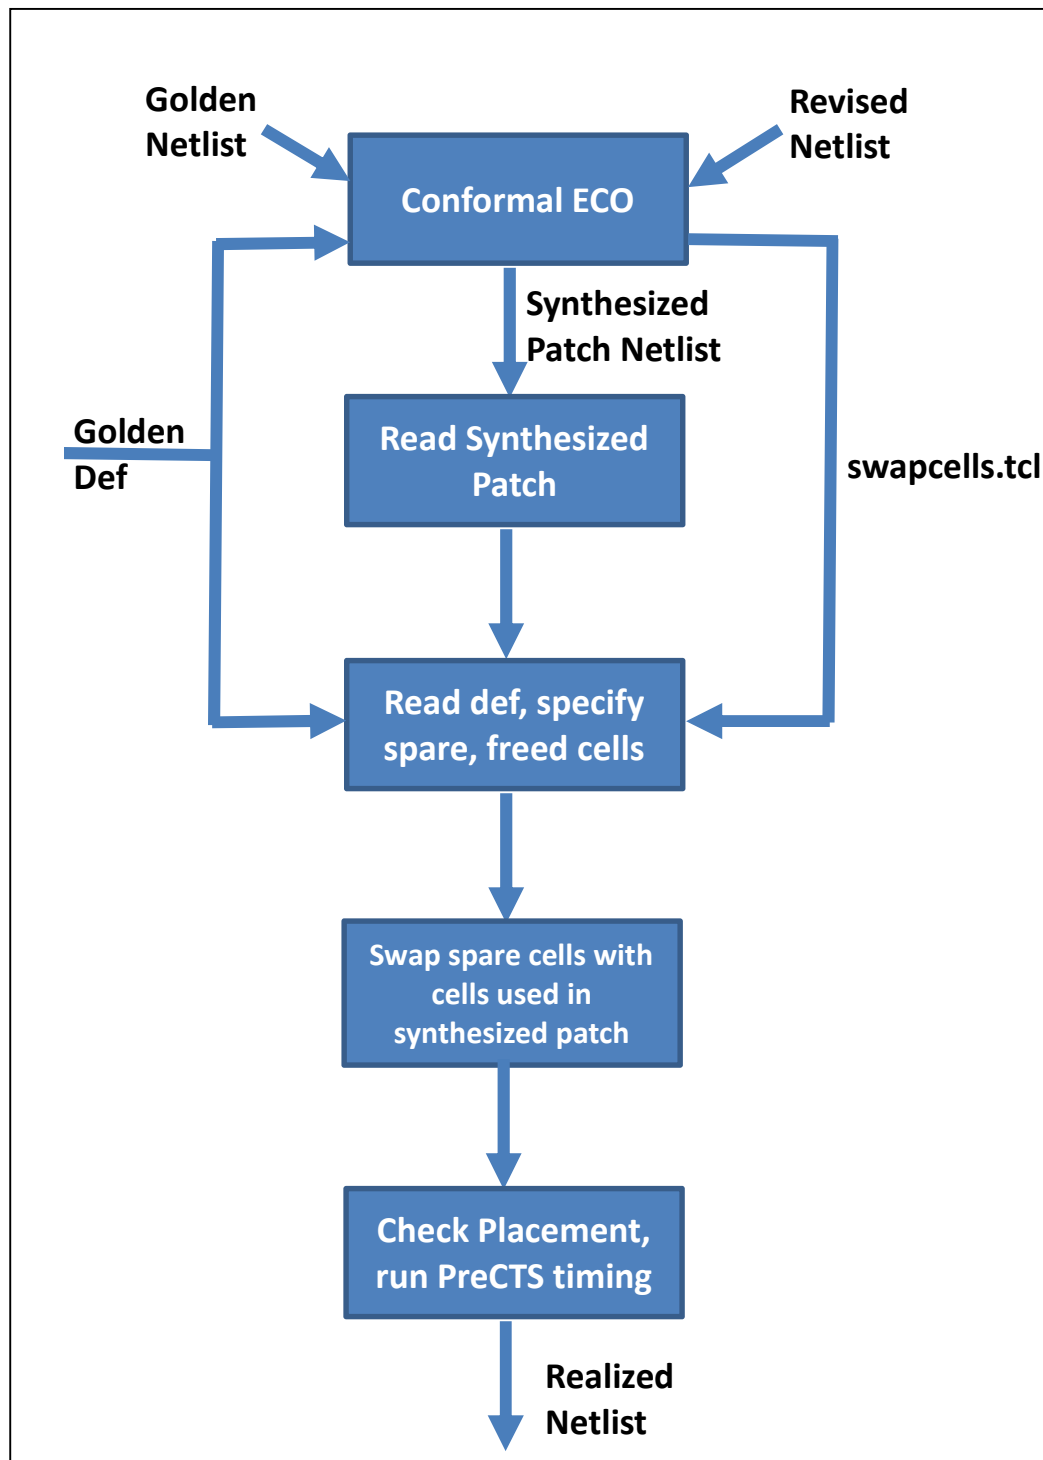 Golden
Netlist
Revised
Netlist
Conformal ECO
Synthesized
Patch Netlist
Golden
Def
Read Synthesized
Patch
swapcells.tcl
Read def, specify
spare, freed cells
Swap spare cells with
cells used in
synthesized patch
Check Placement,
run PreCTS timing
Realized
Netlist